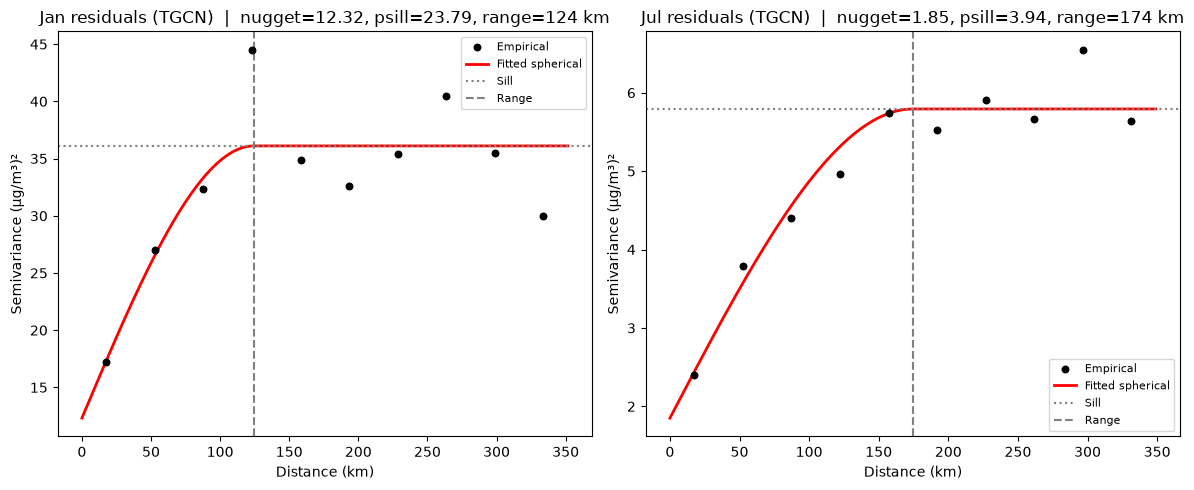 Jan residuals (TGCN)  |  nugget=12.32, psill=23.79, range=124 km
45
40
35
30
25
20
15
Semivariance (µg/m³)²
Empirical
Fitted spherical
Sill
Range
0 50 100 150 200 250 300 350
Distance (km)
Jul residuals (TGCN)  |  nugget=1.85, psill=3.94, range=174 km
6
5
4
3
2
Semivariance (µg/m³)²
Empirical
Fitted spherical
Sill
Range
0 50 100 150 200 250 300 350
Distance (km)